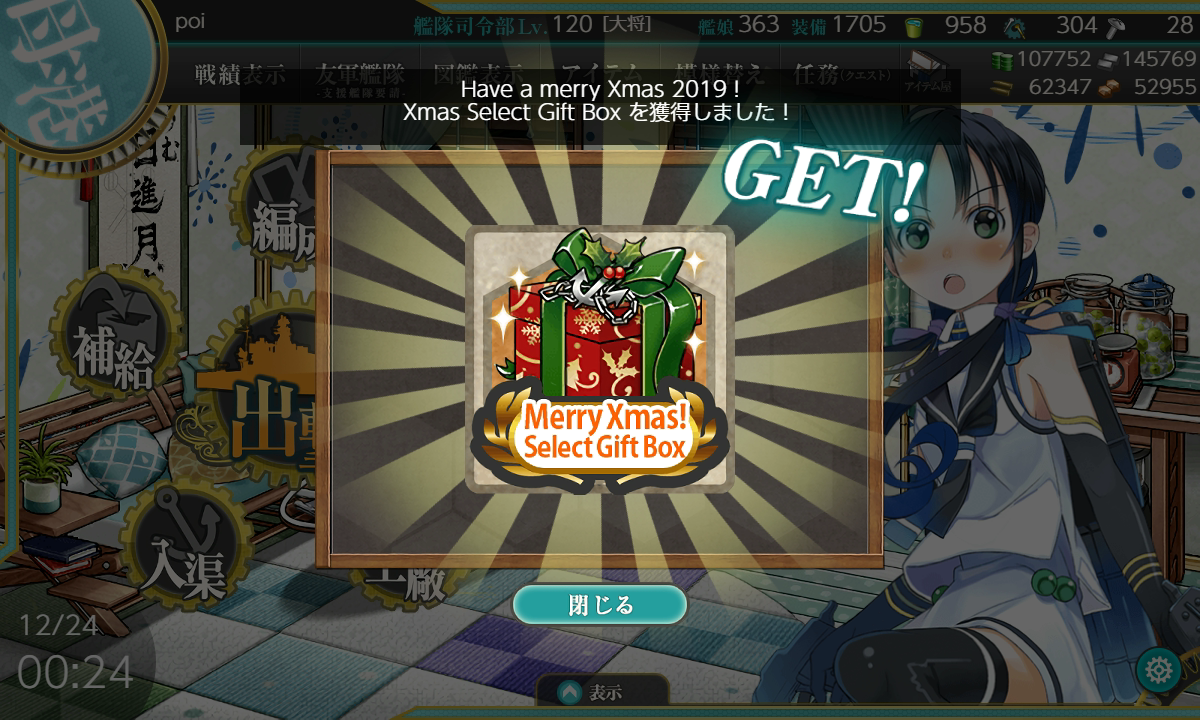 母港
poi
艦隊司令部Lv. 120 [大将]
艦娘 363 装備 1705
958
304
28
戦績表示 友軍艦隊 図鑑表示 アイテム 模様替え 任務(クエスト)
-支援艦隊要請-
アイテム屋
107752 145769
62347 52955
Have a merry Xmas 2019 !
Xmas Select Gift Box を獲得しました!
GET!
進
月
編成
補給
出撃
入渠
工廠
Merry Xmas!
Select Gift Box
閉じる
12/24
00:24
表示